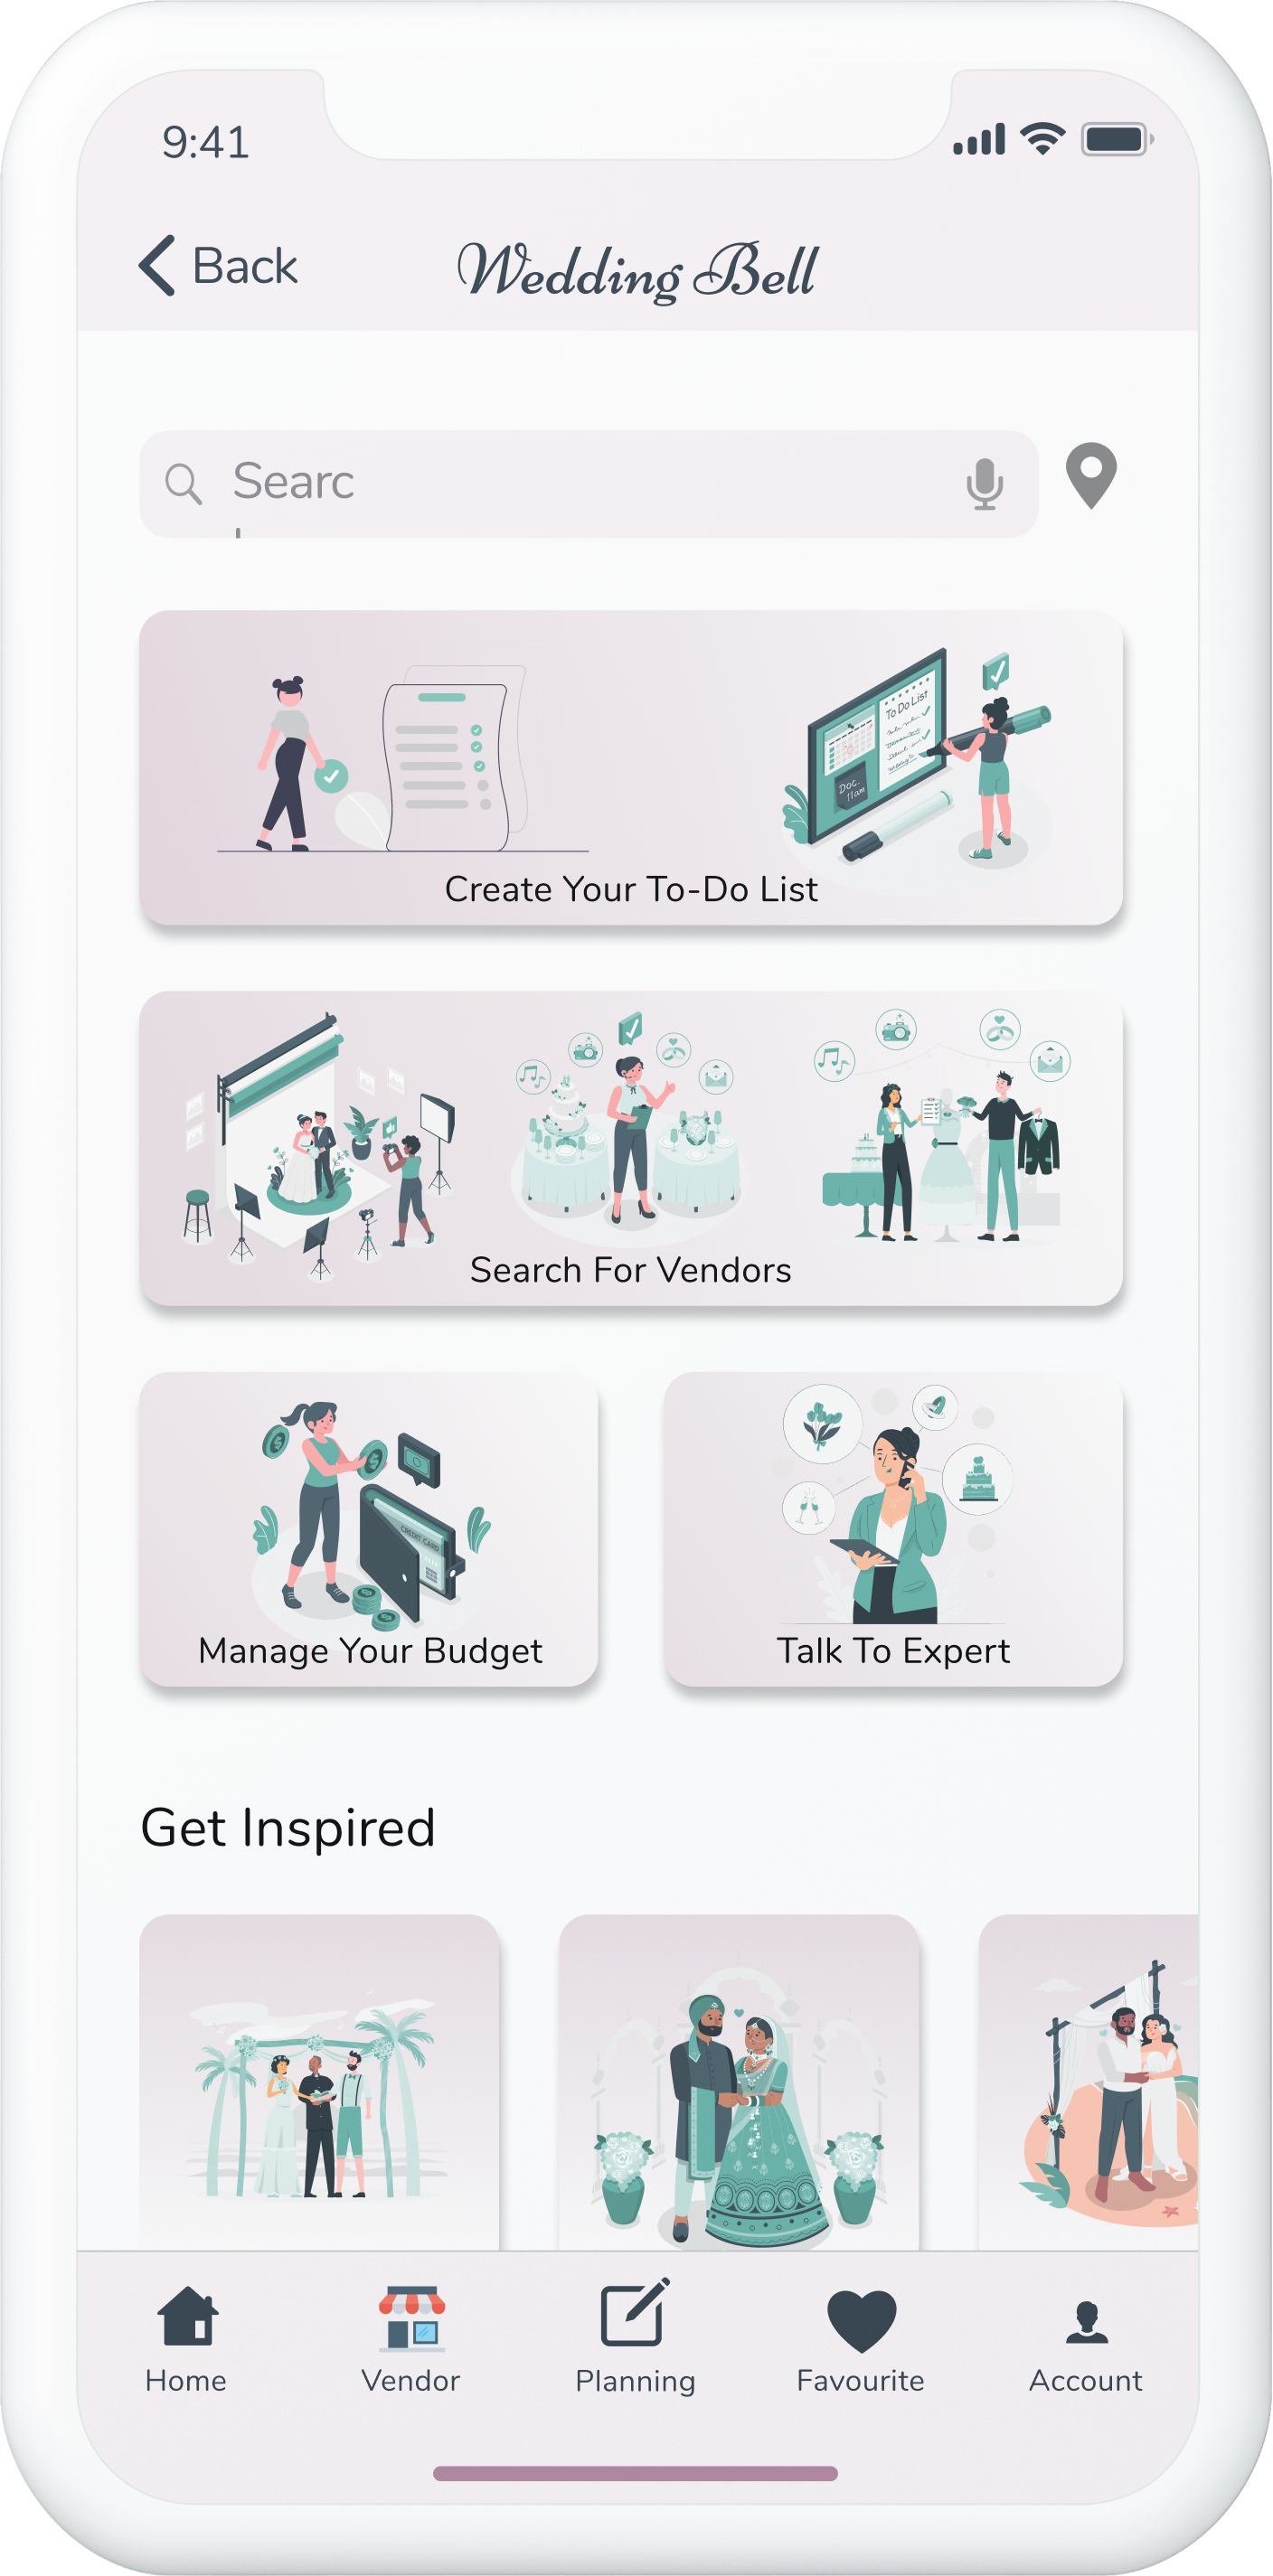 9:41
Back
Wedding Bell
Searc
To Do List
Doc.
11am
Create Your To-Do List
Search For Vendors
CREDIT CARD
Manage Your Budget
Talk To Expert
Get Inspired
Home
Vendor
Planning
Favourite
Account